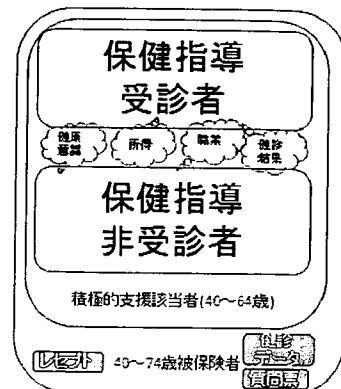 保健指導
受診者
健康
意識
所得
職業
健診
結果
保健指導
非受診者
積極的支援該当者(40～64歳)
レセプト
40～74歳被保険者
健診
データ
質問票